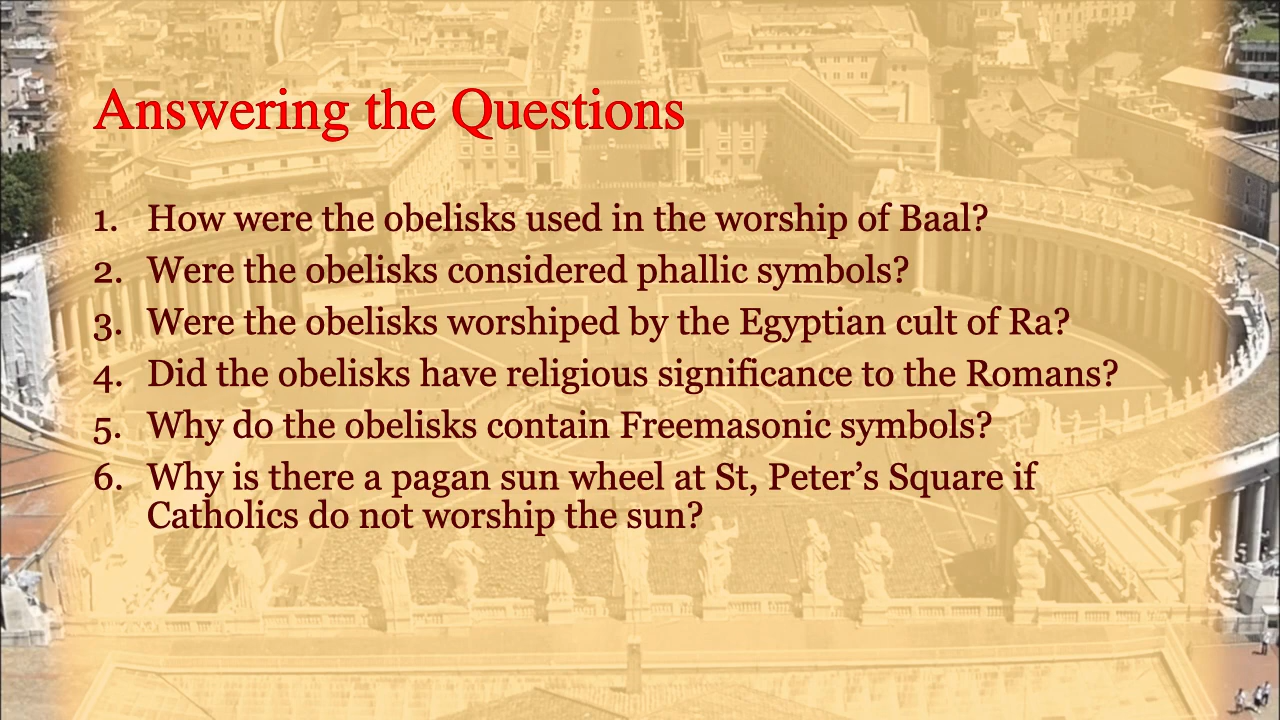 Answering the Questions
1. How were the obelisks used in the worship of Baal?
2. Were the obelisks considered phallic symbols?
3. Were the obelisks worshiped by the Egyptian cult of Ra?
4. Did the obelisks have religious significance to the Romans?
5. Why do the obelisks contain Freemasonic symbols?
6. Why is there a pagan sun wheel at St, Peter’s Square if
Catholics do not worship the sun?